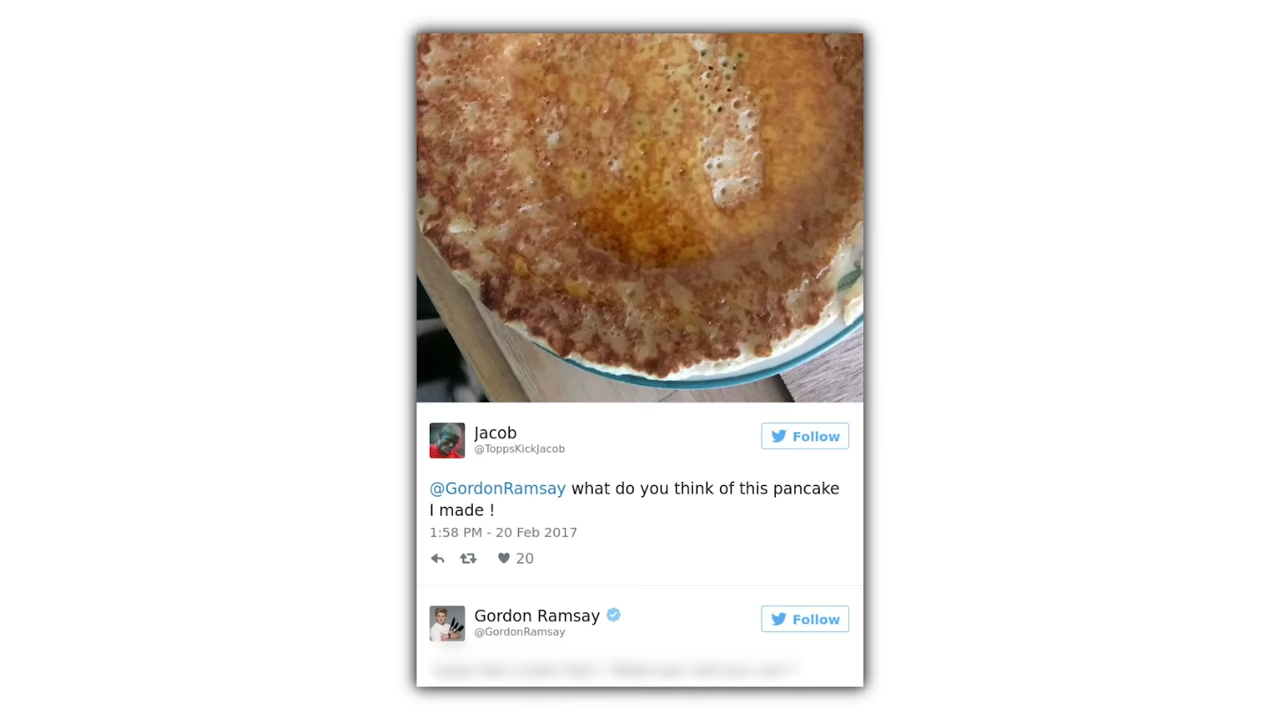 Jacob
@ToppsKickJacob
Follow
@GordonRamsay what do you think of this pancake
I made !
1:58 PM - 20 Feb 2017
20
Gordon Ramsay
@GordonRamsay
Follow